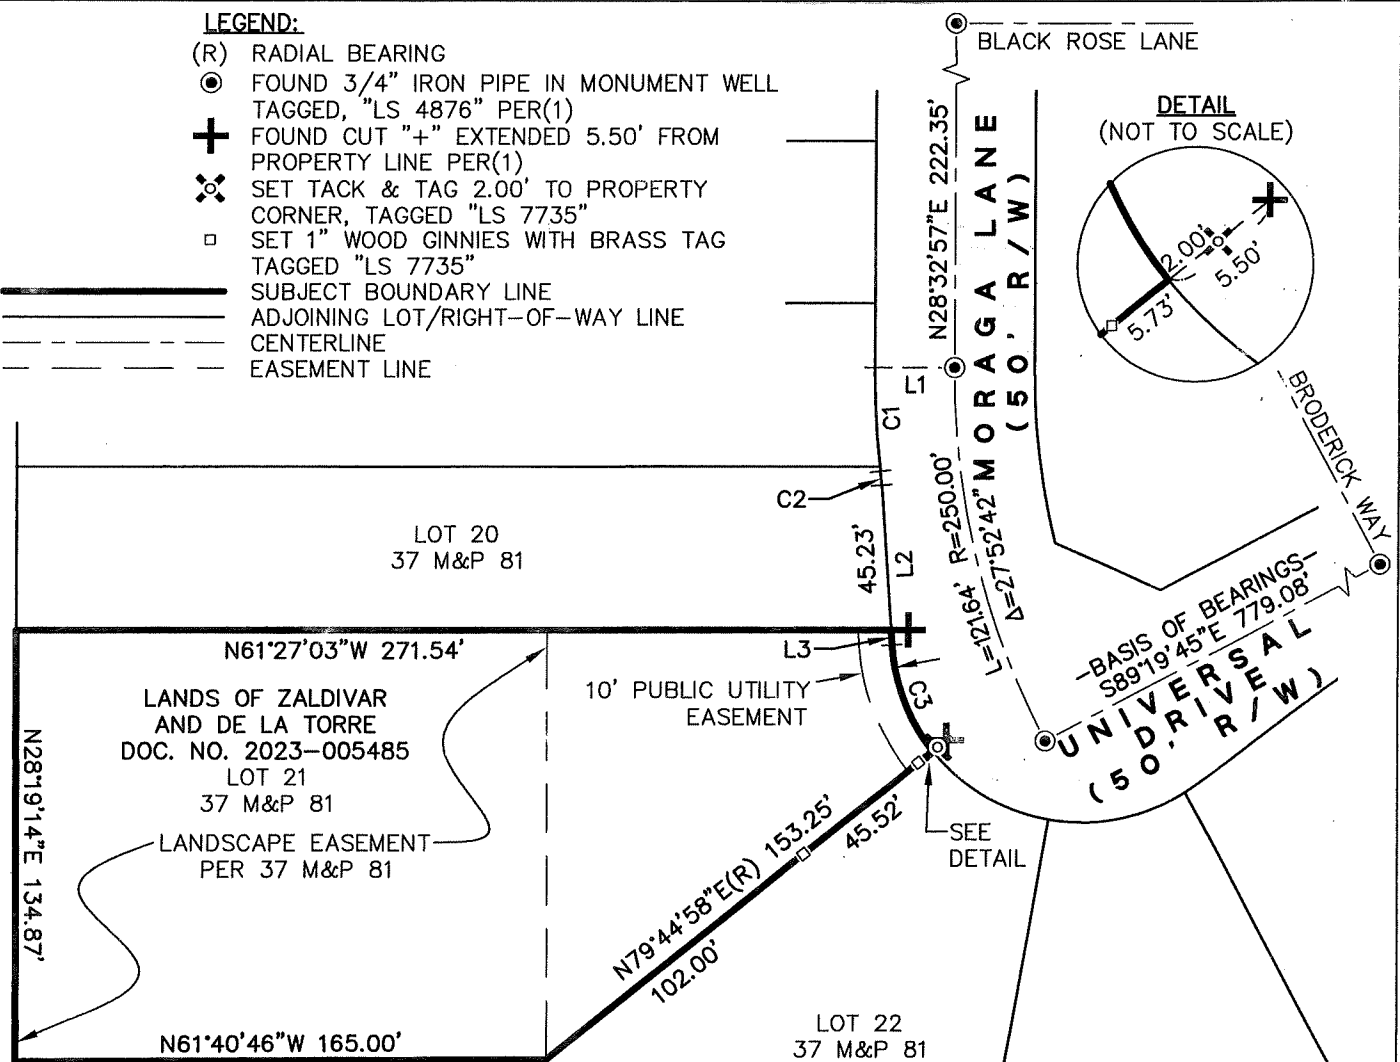 LEGEND:
(R) RADIAL BEARING
FOUND 3/4" IRON PIPE IN MONUMENT WELL
TAGGED, "LS 4876" PER(1)
FOUND CUT "+" EXTENDED 5.50' FROM
PROPERTY LINE PER(1)
SET TACK & TAG 2.00' TO PROPERTY
CORNER, TAGGED "LS 7735"
SET 1" WOOD GINNIES WITH BRASS TAG
TAGGED "LS 7735"
SUBJECT BOUNDARY LINE
ADJOINING LOT/RIGHT-OF-WAY LINE
CENTERLINE
EASEMENT LINE
BLACK ROSE LANE
N28°32'57"E 222.35'
MORAGA LANE
(50' R/W)
DETAIL
(NOT TO SCALE)
2.00'
5.50'
5.73'
BRODERICK WAY
L1
C1
C2
L=121.64' R=250.00'
Δ=27°52'42"
LOT 20
37 M&P 81
45.23'
L2
L3
C3
BASIS OF BEARINGS
S89°19'45"E 779.08'
UNIVERSAL
DRIVE
(50' R/W)
N61°27'03"W 271.54'
10' PUBLIC UTILITY
EASEMENT
LANDS OF ZALDIVAR
AND DE LA TORRE
DOC. NO. 2023-005485
LOT 21
37 M&P 81
N28°19'14"E 134.87'
LANDSCAPE EASEMENT
PER 37 M&P 81
SEE
DETAIL
N79°44'58"E(R) 153.25'
45.52'
102.00'
N61°40'46"W 165.00'
LOT 22
37 M&P 81